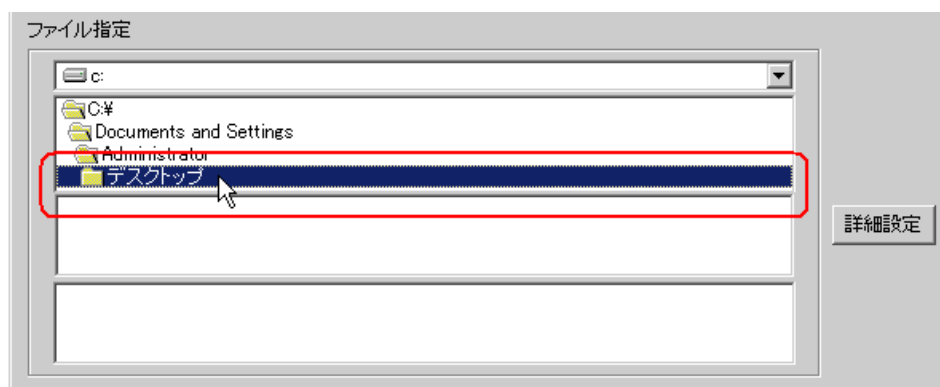 ファイル指定
c:
C:¥
Documents and Settings
Administrator
デスクトップ
詳細設定